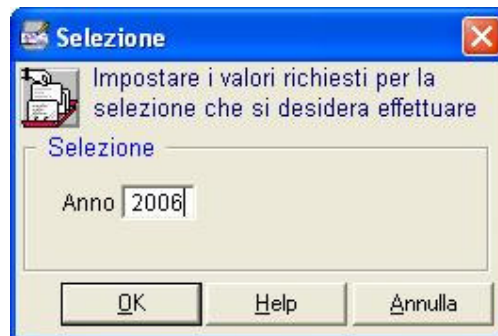 Selezione
Impostare i valori richiesti per la
selezione che si desidera effettuare
Selezione
Anno 2006
OK Help Annulla